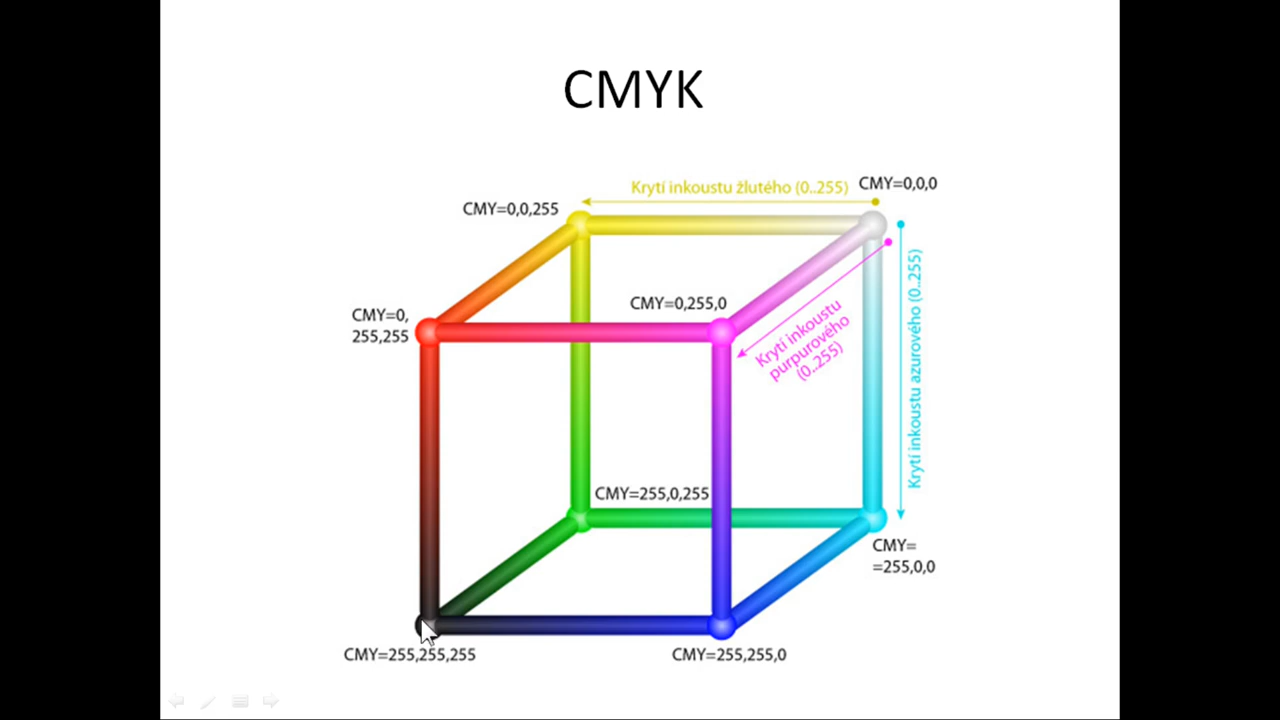 CMYK
Krytí inkoustu žlutého (0..255)
CMY=0,0,0
CMY=0,0,255
CMY=0,255,0
CMY=0,
255,255
Krytí inkoustu
purpurového
(0..255)
Krytí inkoustu azurového (0..255)
CMY=255,0,255
CMY=
=255,0,0
CMY=255,255,255
CMY=255,255,0